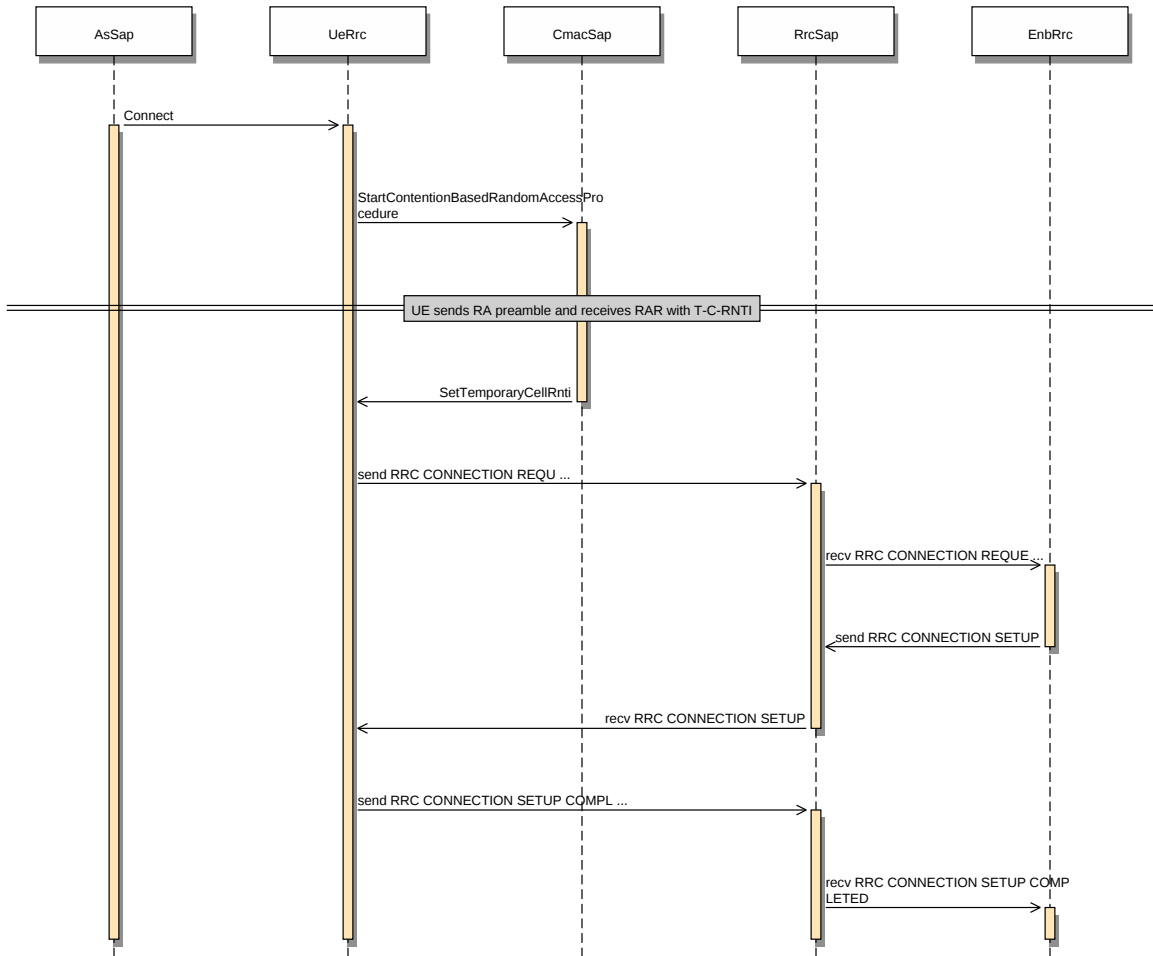 AsSap
UeRrc
CmacSap
RrcSap
EnbRrc
Connect
StartContentionBasedRandomAccessPro
cedure
UE sends RA preamble and receives RAR with T-C-RNTI
SetTemporaryCellRnti
send RRC CONNECTION REQU ...
recv RRC CONNECTION REQUE ...
send RRC CONNECTION SETUP
recv RRC CONNECTION SETUP
send RRC CONNECTION SETUP COMPL ...
recv RRC CONNECTION SETUP COMP
LETED